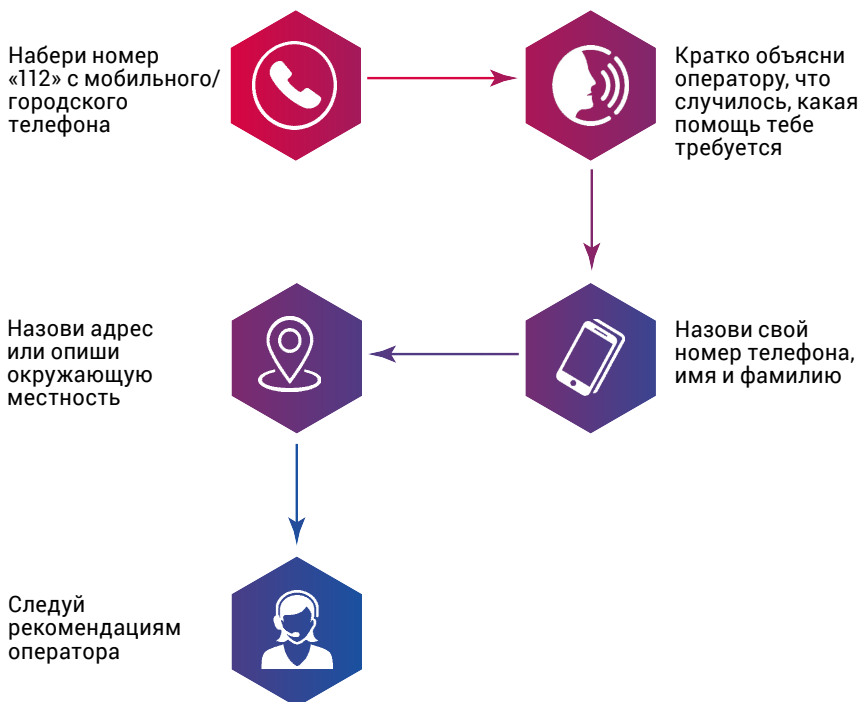 Набери номер
«112» с мобильного/
городского
телефона
Кратко объясни
оператору, что
случилось, какая
помощь тебе
требуется
Назови свой
номер телефона,
имя и фамилию
Назови адрес
или опиши
окружающую
местность
Следуй
рекомендациям
оператора